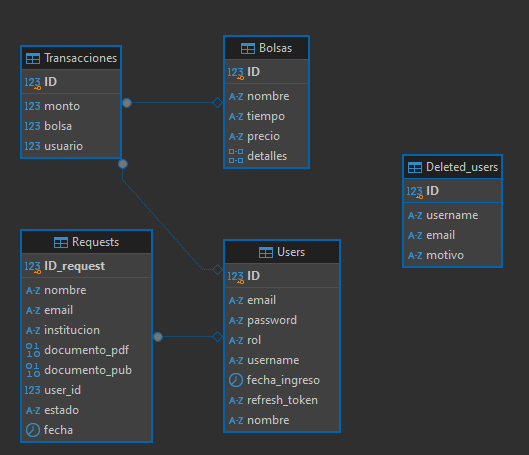 Transacciones
123 ID
123 monto
123 bolsa
123 usuario
Bolsas
123 ID
A-Z nombre
A-Z tiempo
A-Z precio
detalles
Deleted_users
123 ID
A-Z username
A-Z email
A-Z motivo
Requests
123 ID_request
A-Z nombre
A-Z email
A-Z institucion
documento_pdf
documento_pub
123 user_id
A-Z estado
fecha
Users
123 ID
A-Z email
A-Z password
A-Z rol
A-Z username
fecha_ingreso
A-Z refresh_token
A-Z nombre